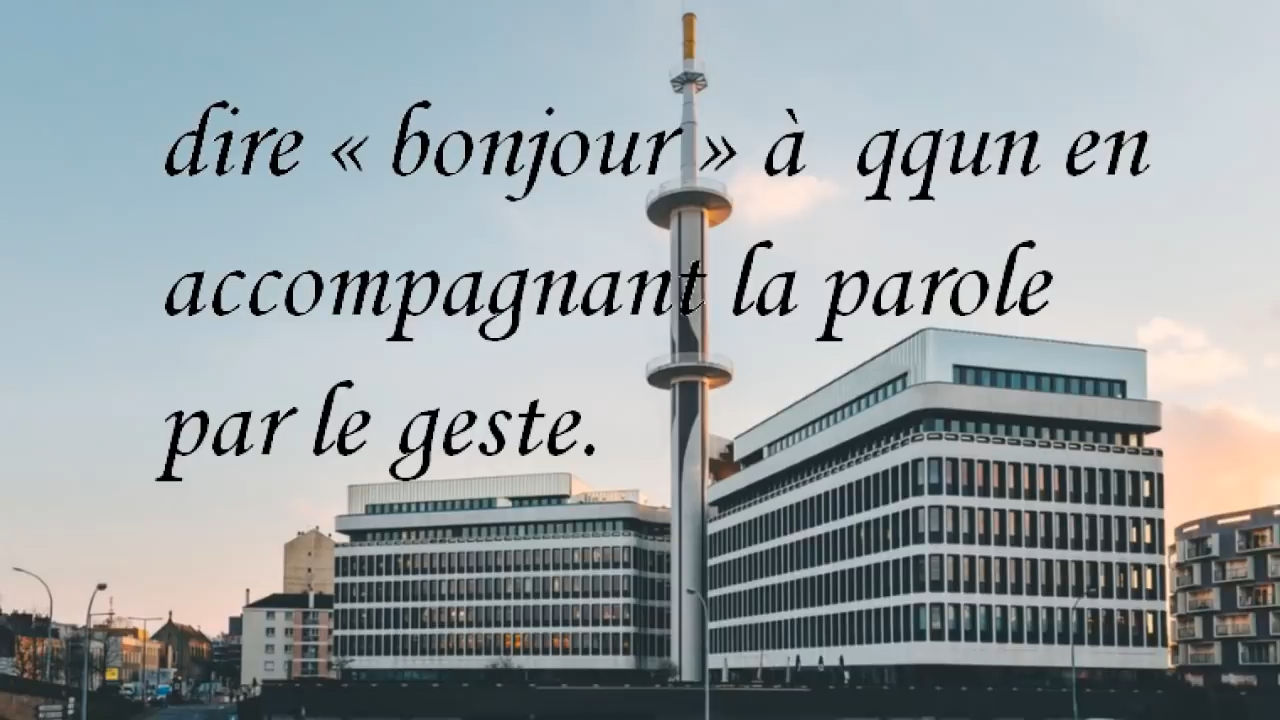 dire « bonjour » à  qqun en
accompagnant la parole
par le geste.